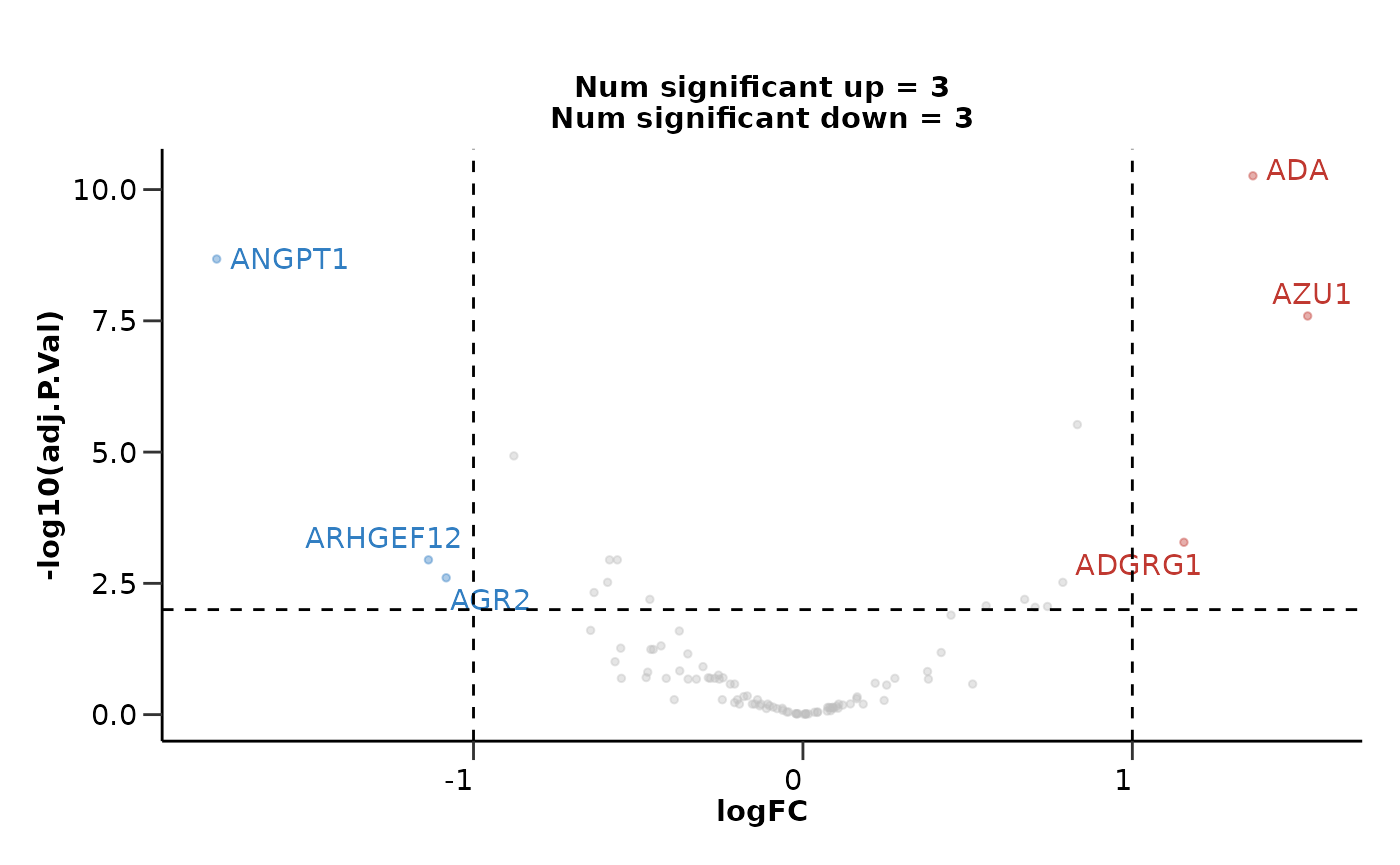 Num significant up = 3
Num significant down = 3
10.0
7.5
5.0
2.5
0.0
-log10(adj.P.Val)
ADA
ANGPT1
AZU1
ARHGEF12
ADGRG1
AGR2
-1
0
1
logFC